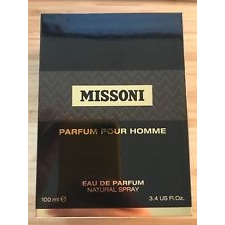 MISSONI
PARFUM POUR HOMME
EAU DE PARFUM
NATURAL SPRAY
100 ml ℮
3.4 US Fl.Oz.